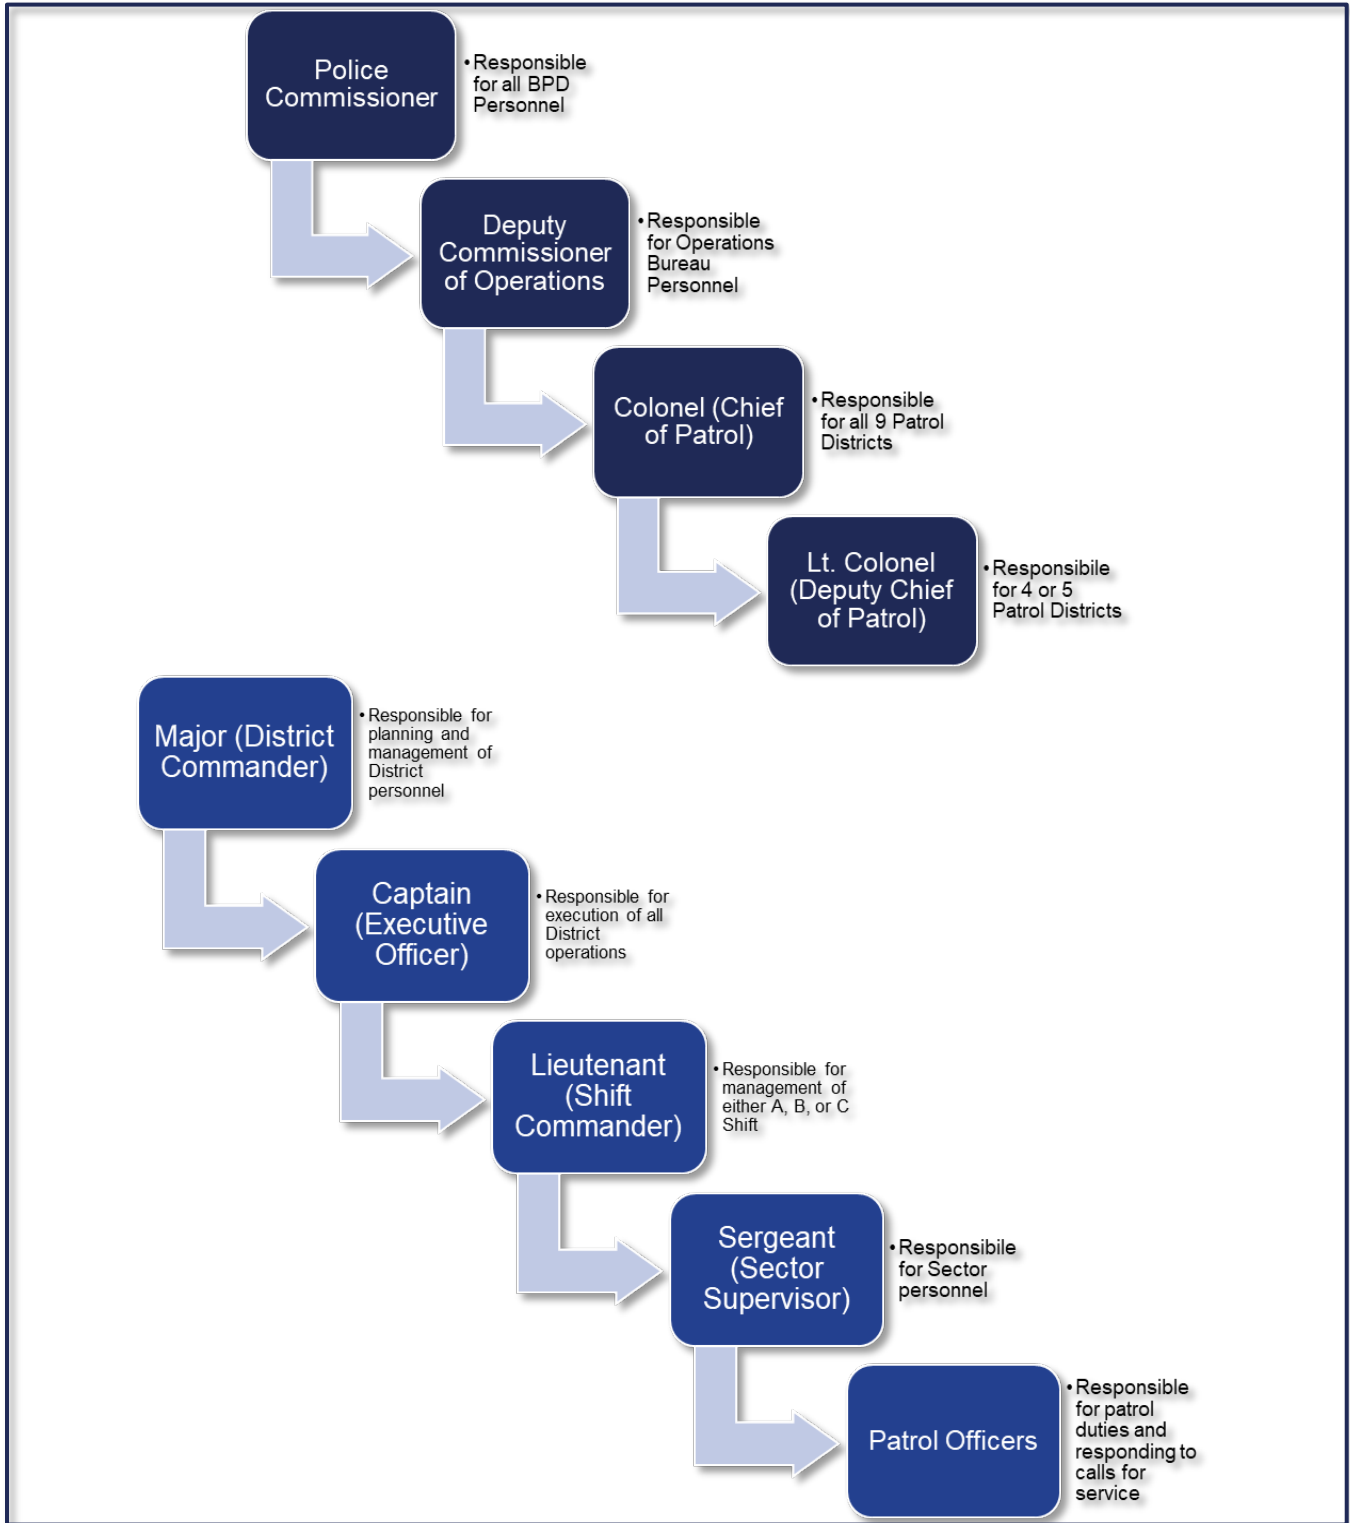 Police
Commissioner
• Responsible
for all BPD
Personnel
Deputy
Commissioner
of Operations
• Responsible
for Operations
Bureau
Personnel
Colonel (Chief
of Patrol)
• Responsible
for all 9 Patrol
Districts
Lt. Colonel
(Deputy Chief
of Patrol)
• Responsibile
for 4 or 5
Patrol Districts
Major (District
Commander)
• Responsible for
planning and
management of
District
personnel
Captain
(Executive
Officer)
• Responsible for
execution of all
District
operations
Lieutenant
(Shift
Commander)
• Responsible for
management of
either A, B, or C
Shift
Sergeant
(Sector
Supervisor)
• Responsibile
for Sector
personnel
Patrol Officers
• Responsible
for patrol
duties and
responding to
calls for
service